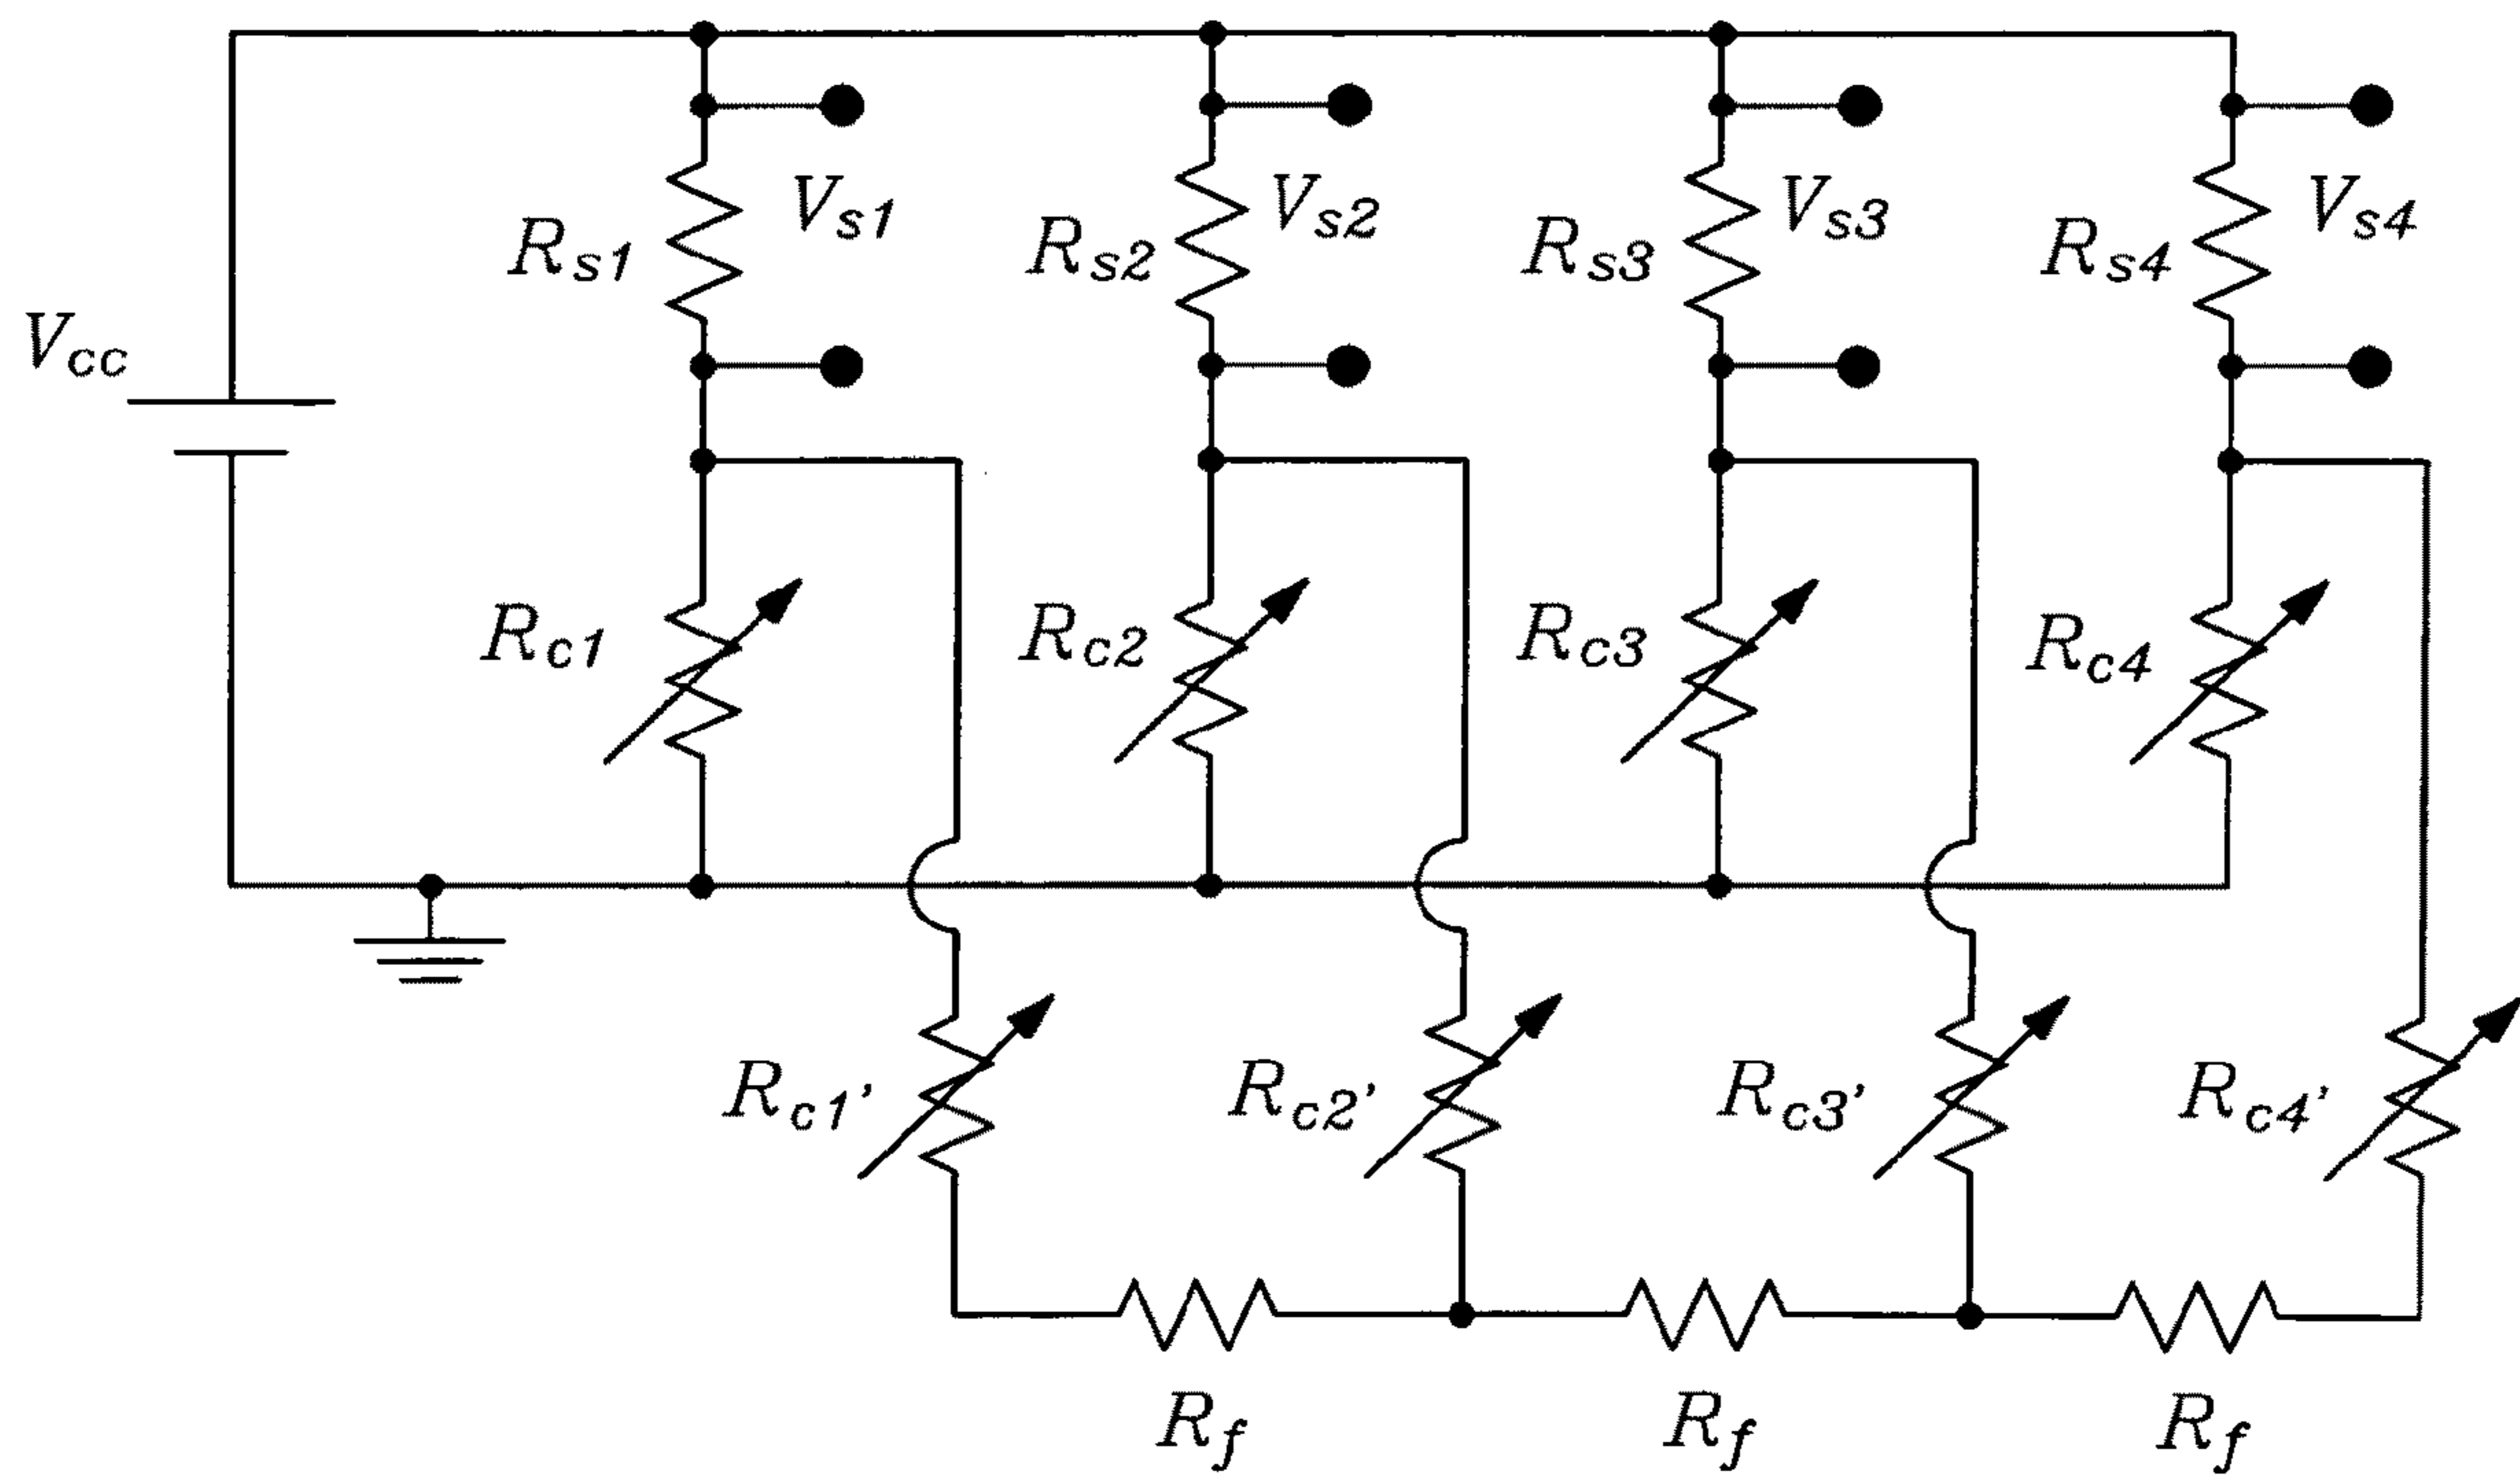 Vs1
Vs2
Vs3
Vs4
Rs1
Rs2
Rs3
Rs4
Vcc
Rc1
Rc2
Rc3
Rc4
Rc1'
Rc2'
Rc3'
Rc4'
Rf
Rf
Rf